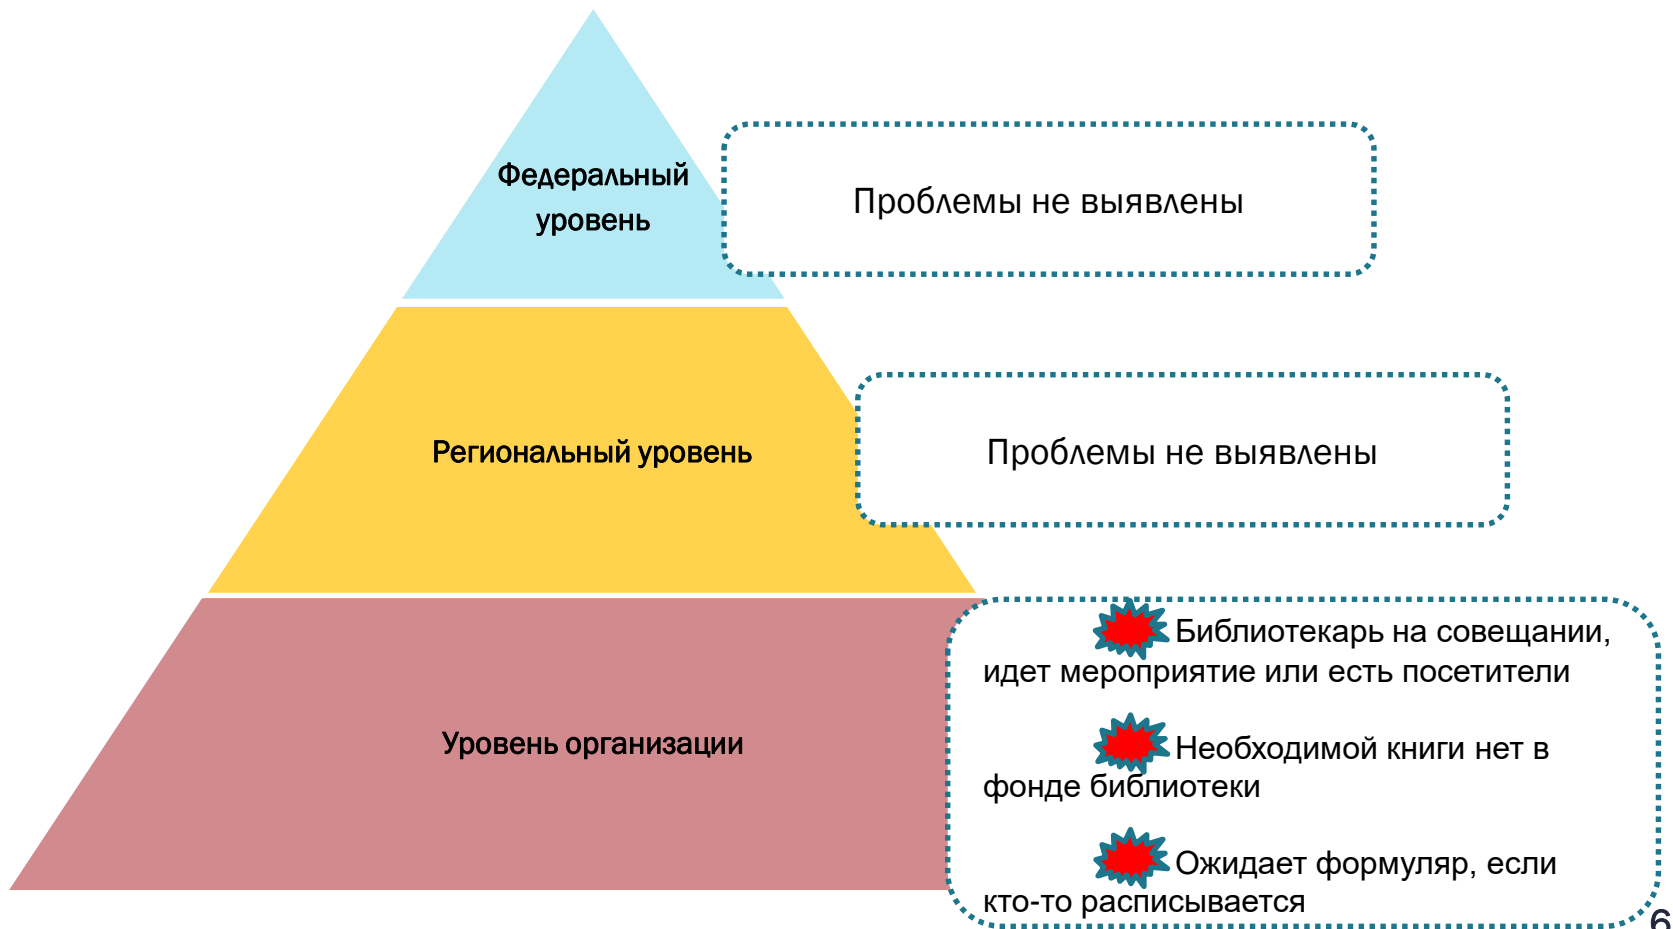 Федеральный
уровень
Проблемы не выявлены
Региональный уровень
Проблемы не выявлены
Уровень организации
Библиотекарь на совещании,
идет мероприятие или есть посетители
Необходимой книги нет в
фонде библиотеки
Ожидает формуляр, если
кто-то расписывается
6